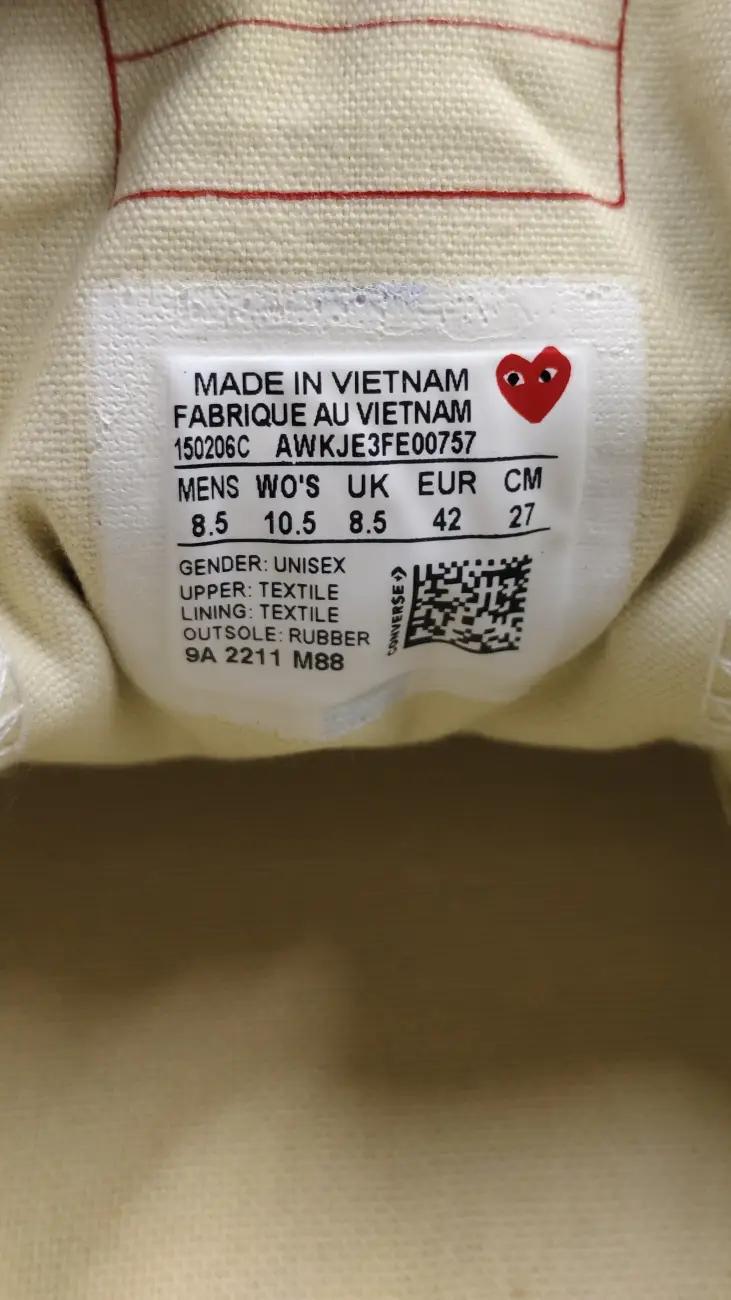 MADE IN VIETNAM
FABRIQUE AU VIETNAM
150206C AWKJE3FE00757
MENS WO'S UK EUR CM
8.5 10.5 8.5 42 27
GENDER: UNISEX
UPPER: TEXTILE
LINING: TEXTILE
OUTSOLE: RUBBER
9A 2211 M88
CONVERSE